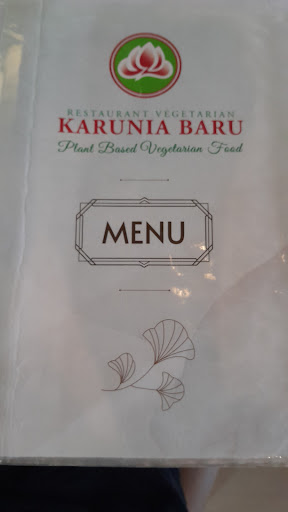 RESTAURANT VEGETARIAN
KARUNIA BARU
Plant Based Vegetarian Food
MENU